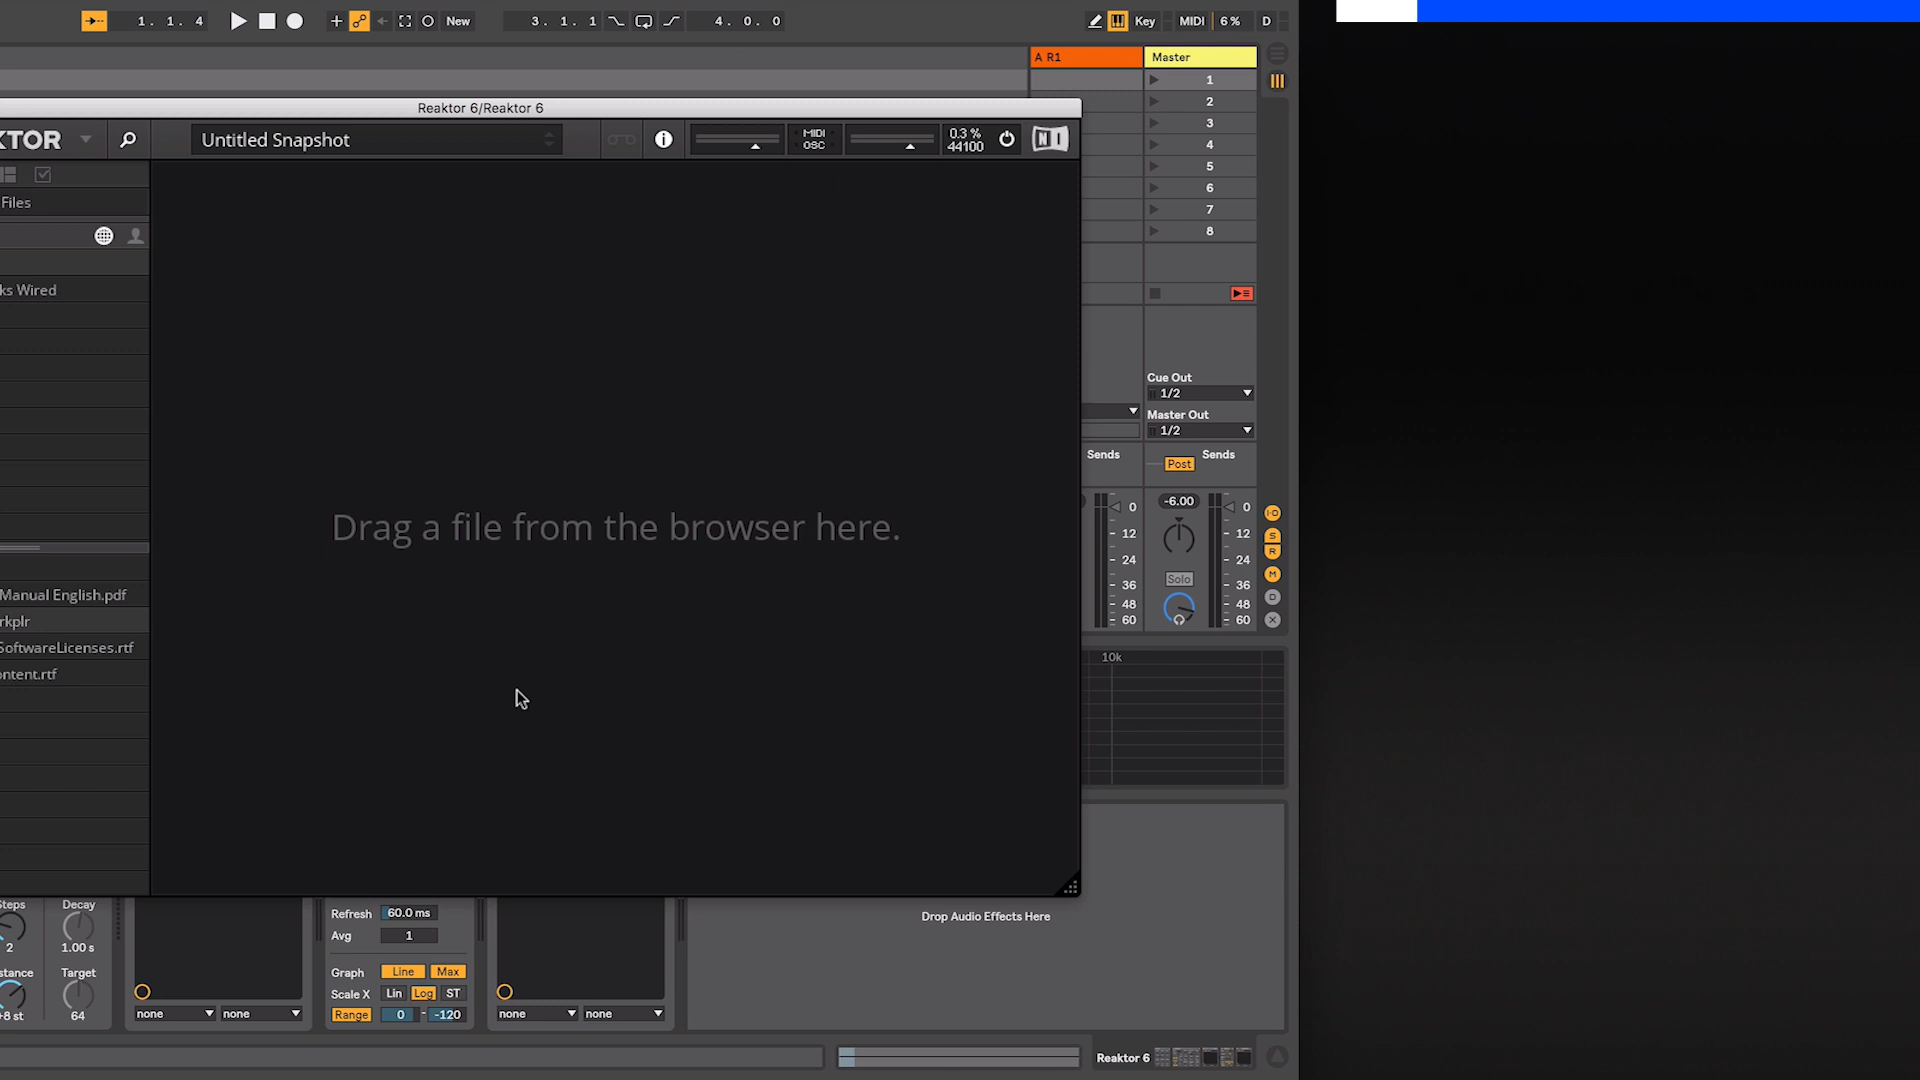 1. 1. 4
New
3. 1. 1
4. 0. 0
Key
MIDI
6 %
D
A R1
Master
1
2
3
4
5
6
7
8
Reaktor 6/Reaktor 6
KTOR
Untitled Snapshot
i
MIDI
OSC
0.3 %
44100
NI
Files
ks Wired
Drag a file from the browser here.
Manual English.pdf
rkplr
SoftwareLicenses.rtf
ontent.rtf
Cue Out
1/2
Master Out
1/2
Sends
Post
Sends
-6.00
0
12
24
36
48
60
Solo
0
12
24
36
48
60
I·O
S
R
M
D
X
10k
Steps
2
Decay
1.00 s
stance
+8 st
Target
64
none
none
Refresh
60.0 ms
Avg
1
Graph
Line
Max
Scale X
Lin
Log
ST
Range
0
-120
none
none
Drop Audio Effects Here
Reaktor 6